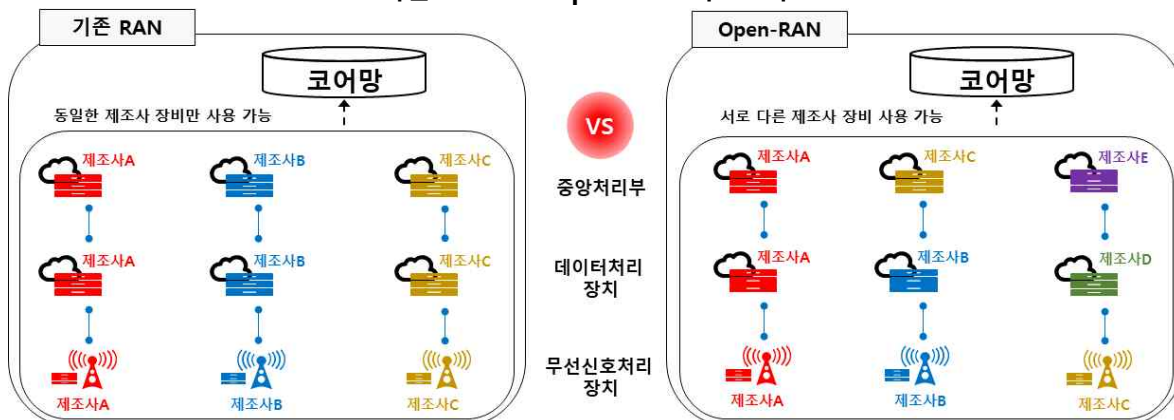 기존 RAN
코어망
동일한 제조사 장비만 사용 가능
제조사A 제조사B 제조사C
제조사A 제조사B 제조사C
제조사A 제조사B 제조사C
VS
중앙처리부
데이터처리
장치
무선신호처리
장치
Open-RAN
코어망
서로 다른 제조사 장비 사용 가능
제조사A 제조사C 제조사E
제조사A 제조사B 제조사D
제조사A 제조사B 제조사C